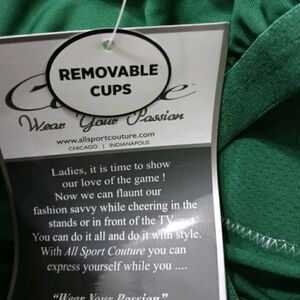 REMOVABLE
CUPS
Wear Your Passion
www.allsportcouture.com
CHICAGO | INDIANAPOLIS
Ladies, it is time to show
our love of the game !
Now we can flaunt our
fashion savvy while cheering in the
stands or in front of the TV.
You can do it all and do it with style.
With All Sport Couture you can
express yourself while you ....
"Wear Your Passion"